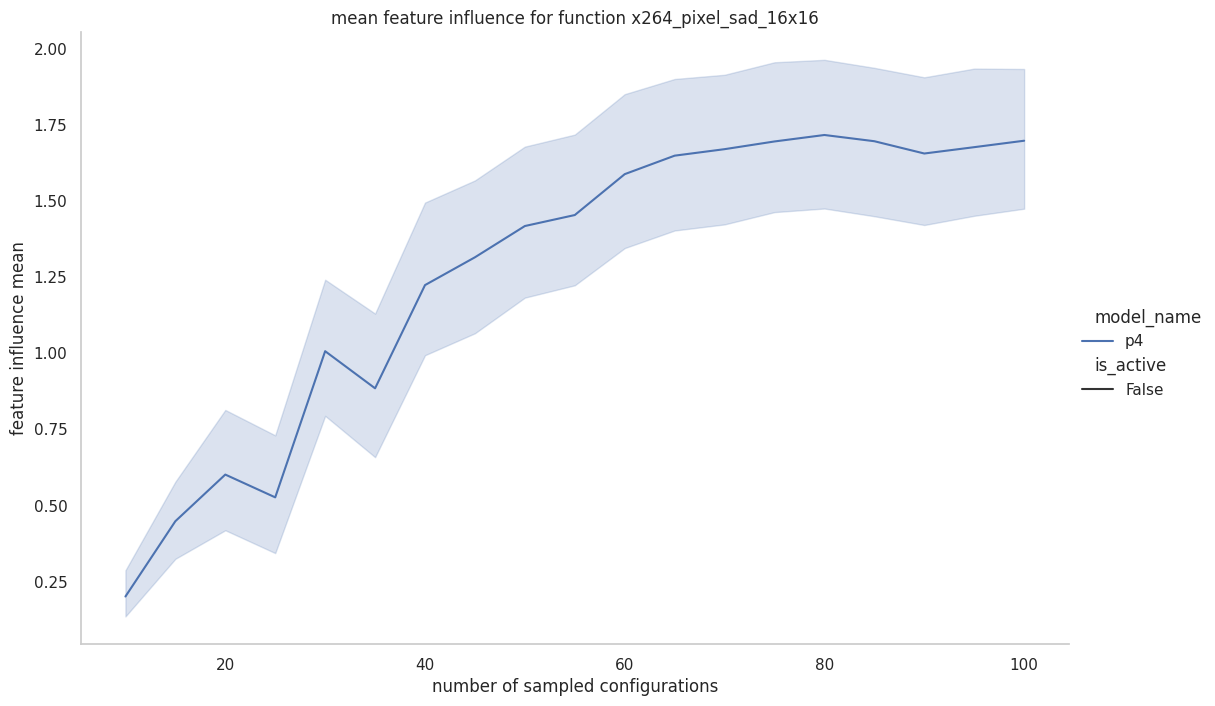 mean feature influence for function x264_pixel_sad_16x16
2.00
1.75
1.50
1.25
1.00
0.75
0.50
0.25
feature influence mean
20
40
60
80
100
number of sampled configurations
model_name
p4
is_active
False